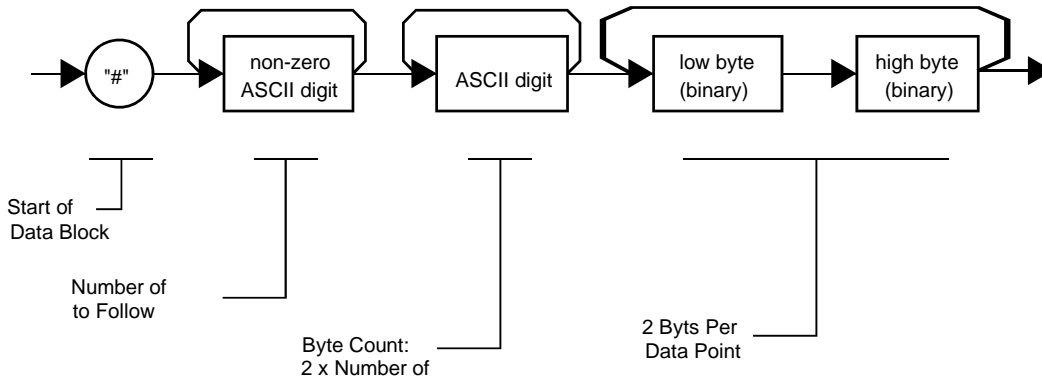 "#"
non-zero
ASCII digit
ASCII digit
low byte
(binary)
high byte
(binary)
Start of
Data Block
Number of
to Follow
Byte Count:
2 x Number of
2 Byts Per
Data Point